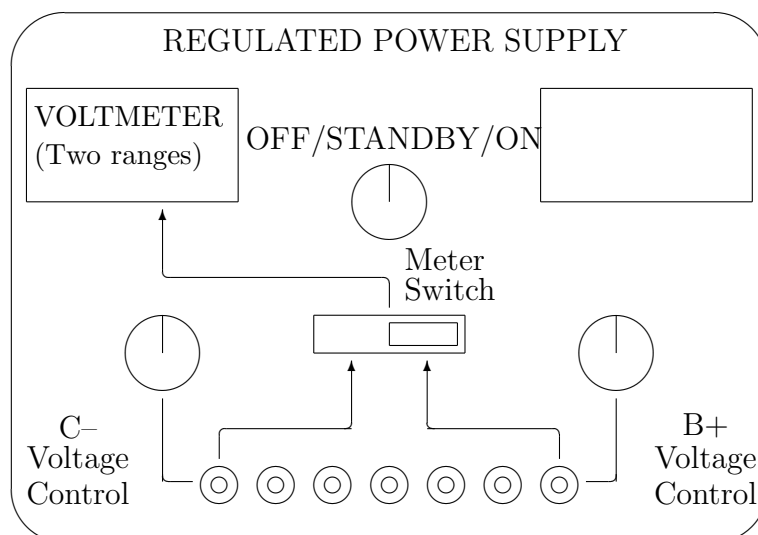 REGULATED POWER SUPPLY
VOLTMETER
(Two ranges)
OFF/STANDBY/ON
Meter
Switch
C–
Voltage
Control
B+
Voltage
Control